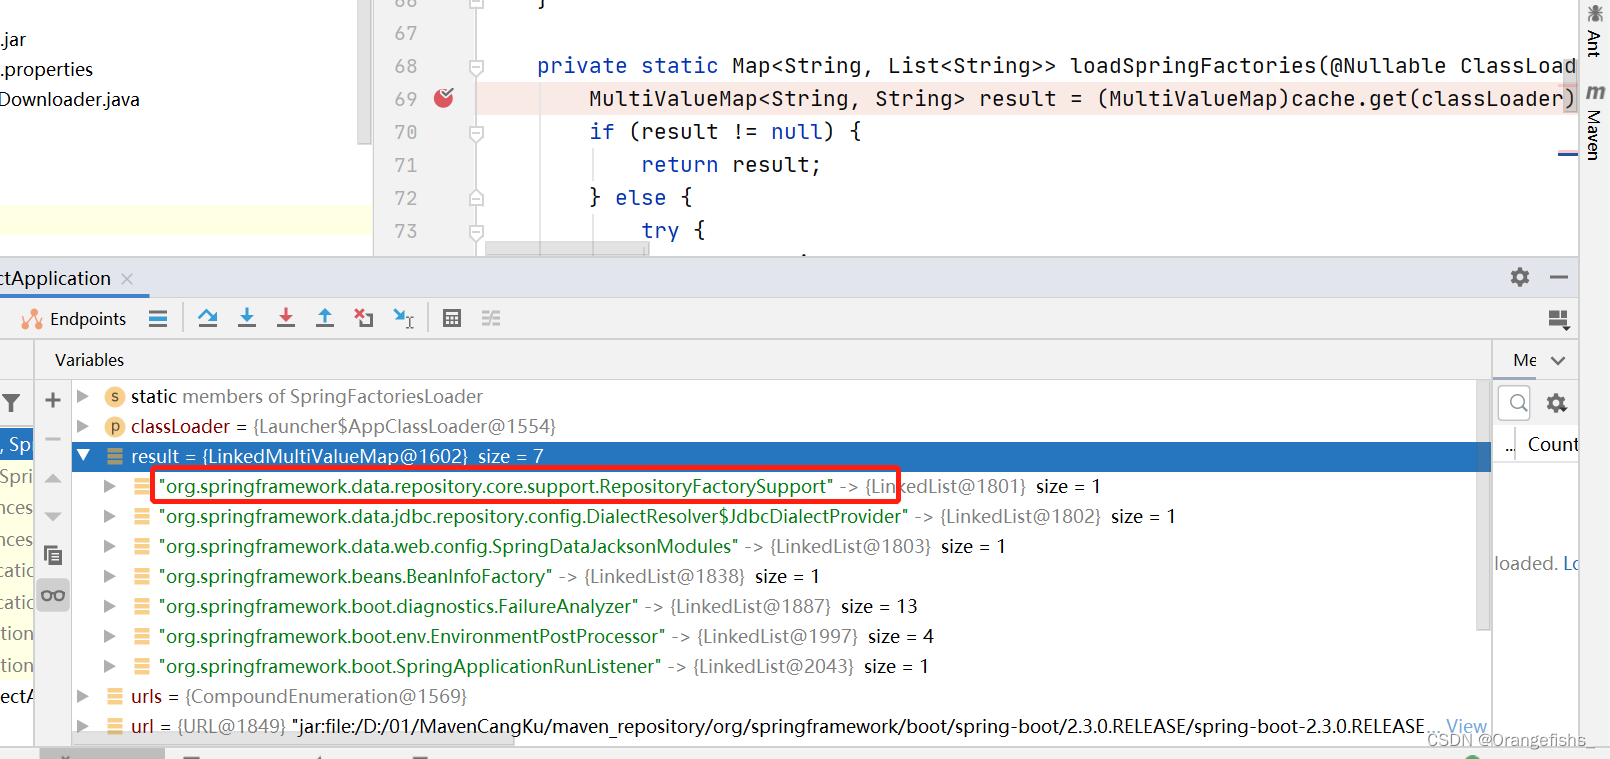 .jar
.properties
Downloader.java
66
}
67
68 private static Map<String, List<String>> loadSpringFactories(@Nullable ClassLoad
69 MultiValueMap<String, String> result = (MultiValueMap)cache.get(classLoader)
70 if (result != null) {
71 return result;
72 } else {
73 try {
Ant
m
Maven
ctApplication
Endpoints
Variables
Me
static members of SpringFactoriesLoader
classLoader = {Launcher$AppClassLoader@1554}
result = {LinkedMultiValueMap@1602} size = 7
"org.springframework.data.repository.core.support.RepositoryFactorySupport" -> {LinkedList@1801} size = 1
"org.springframework.data.jdbc.repository.config.DialectResolver$JdbcDialectProvider" -> {LinkedList@1802} size = 1
"org.springframework.data.web.config.SpringDataJacksonModules" -> {LinkedList@1803} size = 1
"org.springframework.beans.BeanInfoFactory" -> {LinkedList@1838} size = 1
"org.springframework.boot.diagnostics.FailureAnalyzer" -> {LinkedList@1887} size = 13
"org.springframework.boot.env.EnvironmentPostProcessor" -> {LinkedList@1997} size = 4
"org.springframework.boot.SpringApplicationRunListener" -> {LinkedList@2043} size = 1
urls = {CompoundEnumeration@1569}
url = {URL@1849} "jar:file:/D:/01/MavenCangKu/maven_repository/org/springframework/boot/spring-boot/2.3.0.RELEASE/spring-boot-2.3.0.RELEASE... View
, Sp
Spri
nces
nces
catic
catic
tion
tion
ectA
... Count
loaded. Lo
CSDN @Orangefishs_